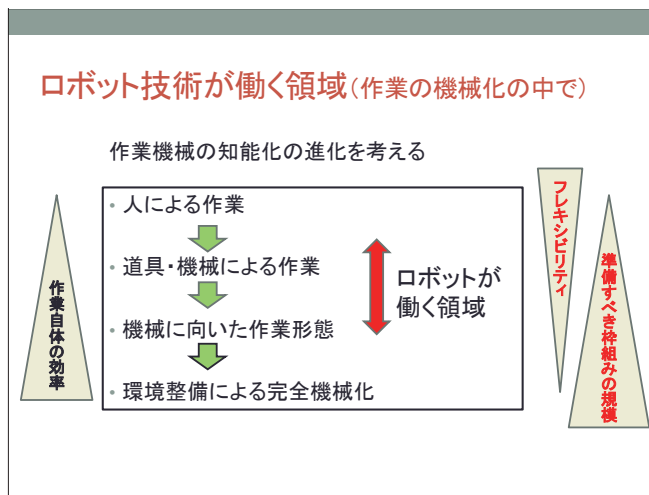 ロボット技術が働く領域(作業の機械化の中で)
作業機械の知能化の進化を考える
• 人による作業
• 道具・機械による作業
• 機械に向いた作業形態
• 環境整備による完全機械化
ロボットが
働く領域
作業自体の効率
フレキシビリティ
準備すべき枠組みの規模